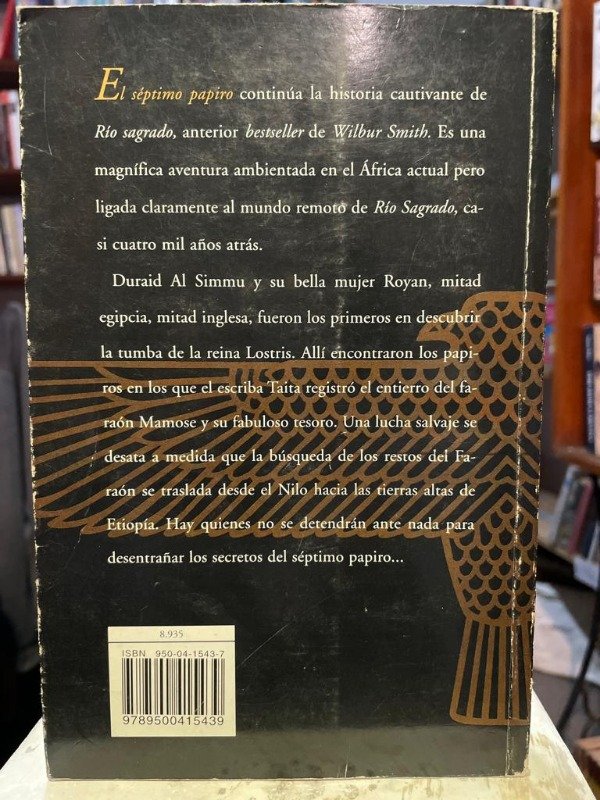 El séptimo papiro continúa la historia cautivante de
Río sagrado, anterior bestseller de Wilbur Smith. Es una
magnífica aventura ambientada en el África actual pero
ligada claramente al mundo remoto de Río Sagrado, ca-
si cuatro mil años atrás.
Duraid Al Simmu y su bella mujer Royan, mitad
egipcia, mitad inglesa, fueron los primeros en descubrir
la tumba de la reina Lostris. Allí encontraron los papi-
ros en los que el escriba Taita registró el entierro del fa-
raón Mamose y su fabuloso tesoro. Una lucha salvaje se
desata a medida que la búsqueda de los restos del Fa-
raón se traslada desde el Nilo hacia las tierras altas de
Etiopía. Hay quienes no se detendrán ante nada para
desentrañar los secretos del séptimo papiro...
8.935
ISBN 950-04-1543-7
9789500415439